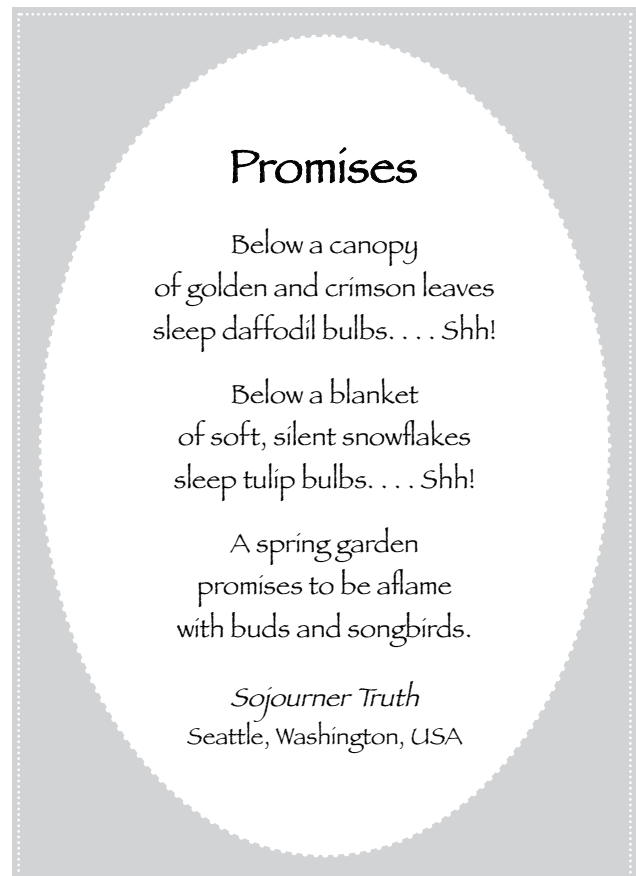 Promises
Below a canopy
of golden and crimson leaves
sleep daffodil bulbs. . . . Shh!
Below a blanket
of soft, silent snowflakes
sleep tulip bulbs. . . . Shh!
A spring garden
promises to be aflame
with buds and songbirds.
Sojourner Truth
Seattle, Washington, USA